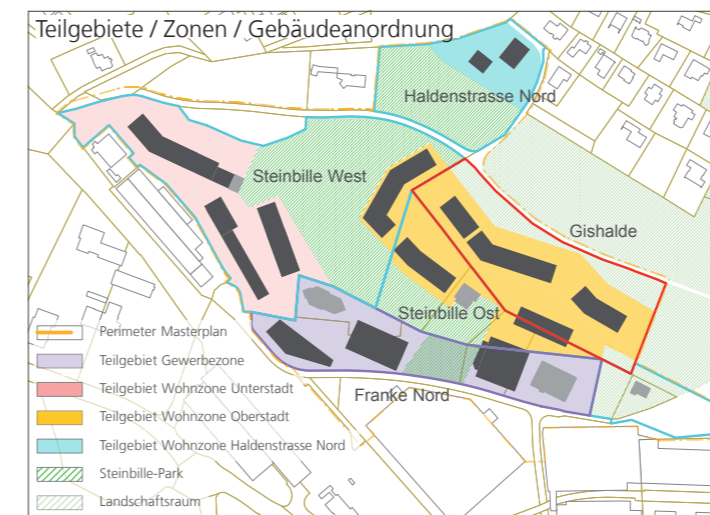 Teilgebiete / Zonen / Gebäudeanordnung
Haldenstrasse Nord
Steinbille West
Gishalde
Steinbille Ost
Franke Nord
Perimeter Masterplan
Teilgebiet Gewerbezone
Teilgebiet Wohnzone Unterstadt
Teilgebiet Wohnzone Oberstadt
Teilgebiet Wohnzone Haldenstrasse Nord
Steinbille-Park
Landschaftsraum